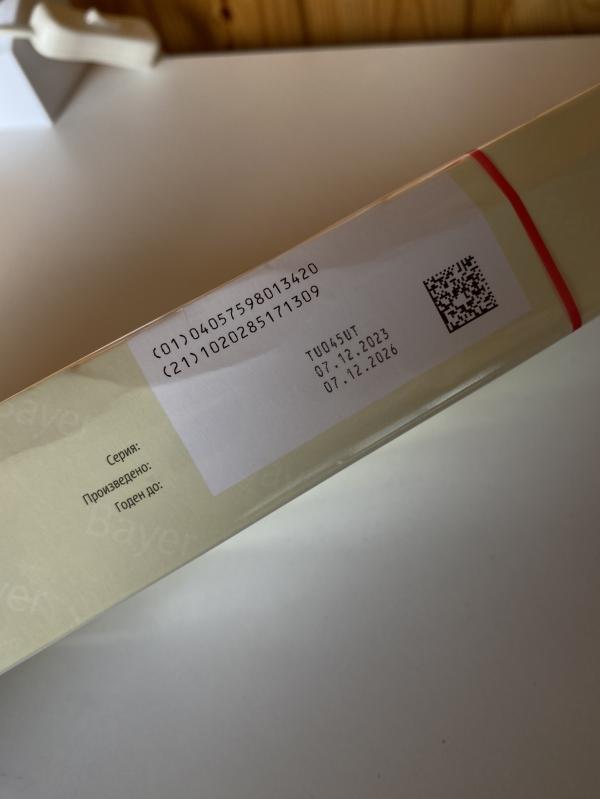 (01)04057598013420
(21)1020285171309
TU045UT
07.12.2023
07.12.2026
Серия:
Произведено:
Годен до:
Bayer
Bayer